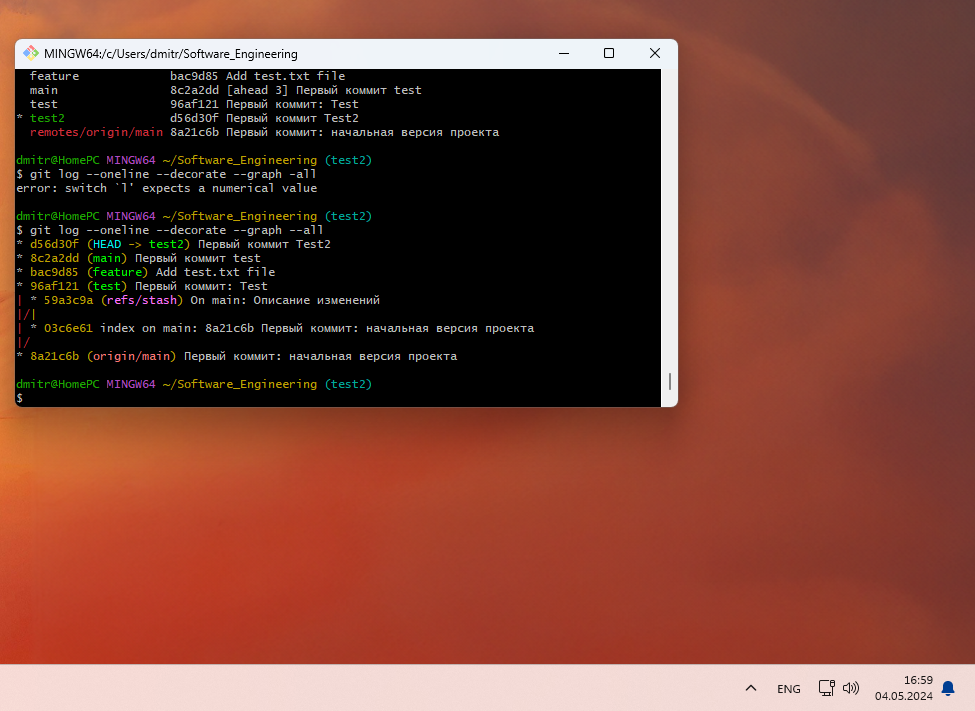 MINGW64:/c/Users/dmitr/Software_Engineering
feature bac9d85 Add test.txt file
main 8c2a2dd [ahead 3] Первый коммит test
test 96af121 Первый коммит: Test
* test2 d56d30f Первый коммит Test2
remotes/origin/main 8a21c6b Первый коммит: начальная версия проекта
dmitr@HomePC MINGW64 ~/Software_Engineering (test2)
$ git log --oneline --decorate --graph -all
error: switch `l' expects a numerical value
dmitr@HomePC MINGW64 ~/Software_Engineering (test2)
$ git log --oneline --decorate --graph --all
* d56d30f (HEAD -> test2) Первый коммит Test2
* 8c2a2dd (main) Первый коммит test
* bac9d85 (feature) Add test.txt file
* 96af121 (test) Первый коммит: Test
| * 59a3c9a (refs/stash) On main: Описание изменений
|/|
| * 03c6e61 index on main: 8a21c6b Первый коммит: начальная версия проекта
|/
* 8a21c6b (origin/main) Первый коммит: начальная версия проекта
dmitr@HomePC MINGW64 ~/Software_Engineering (test2)
$
ENG
16:59
04.05.2024